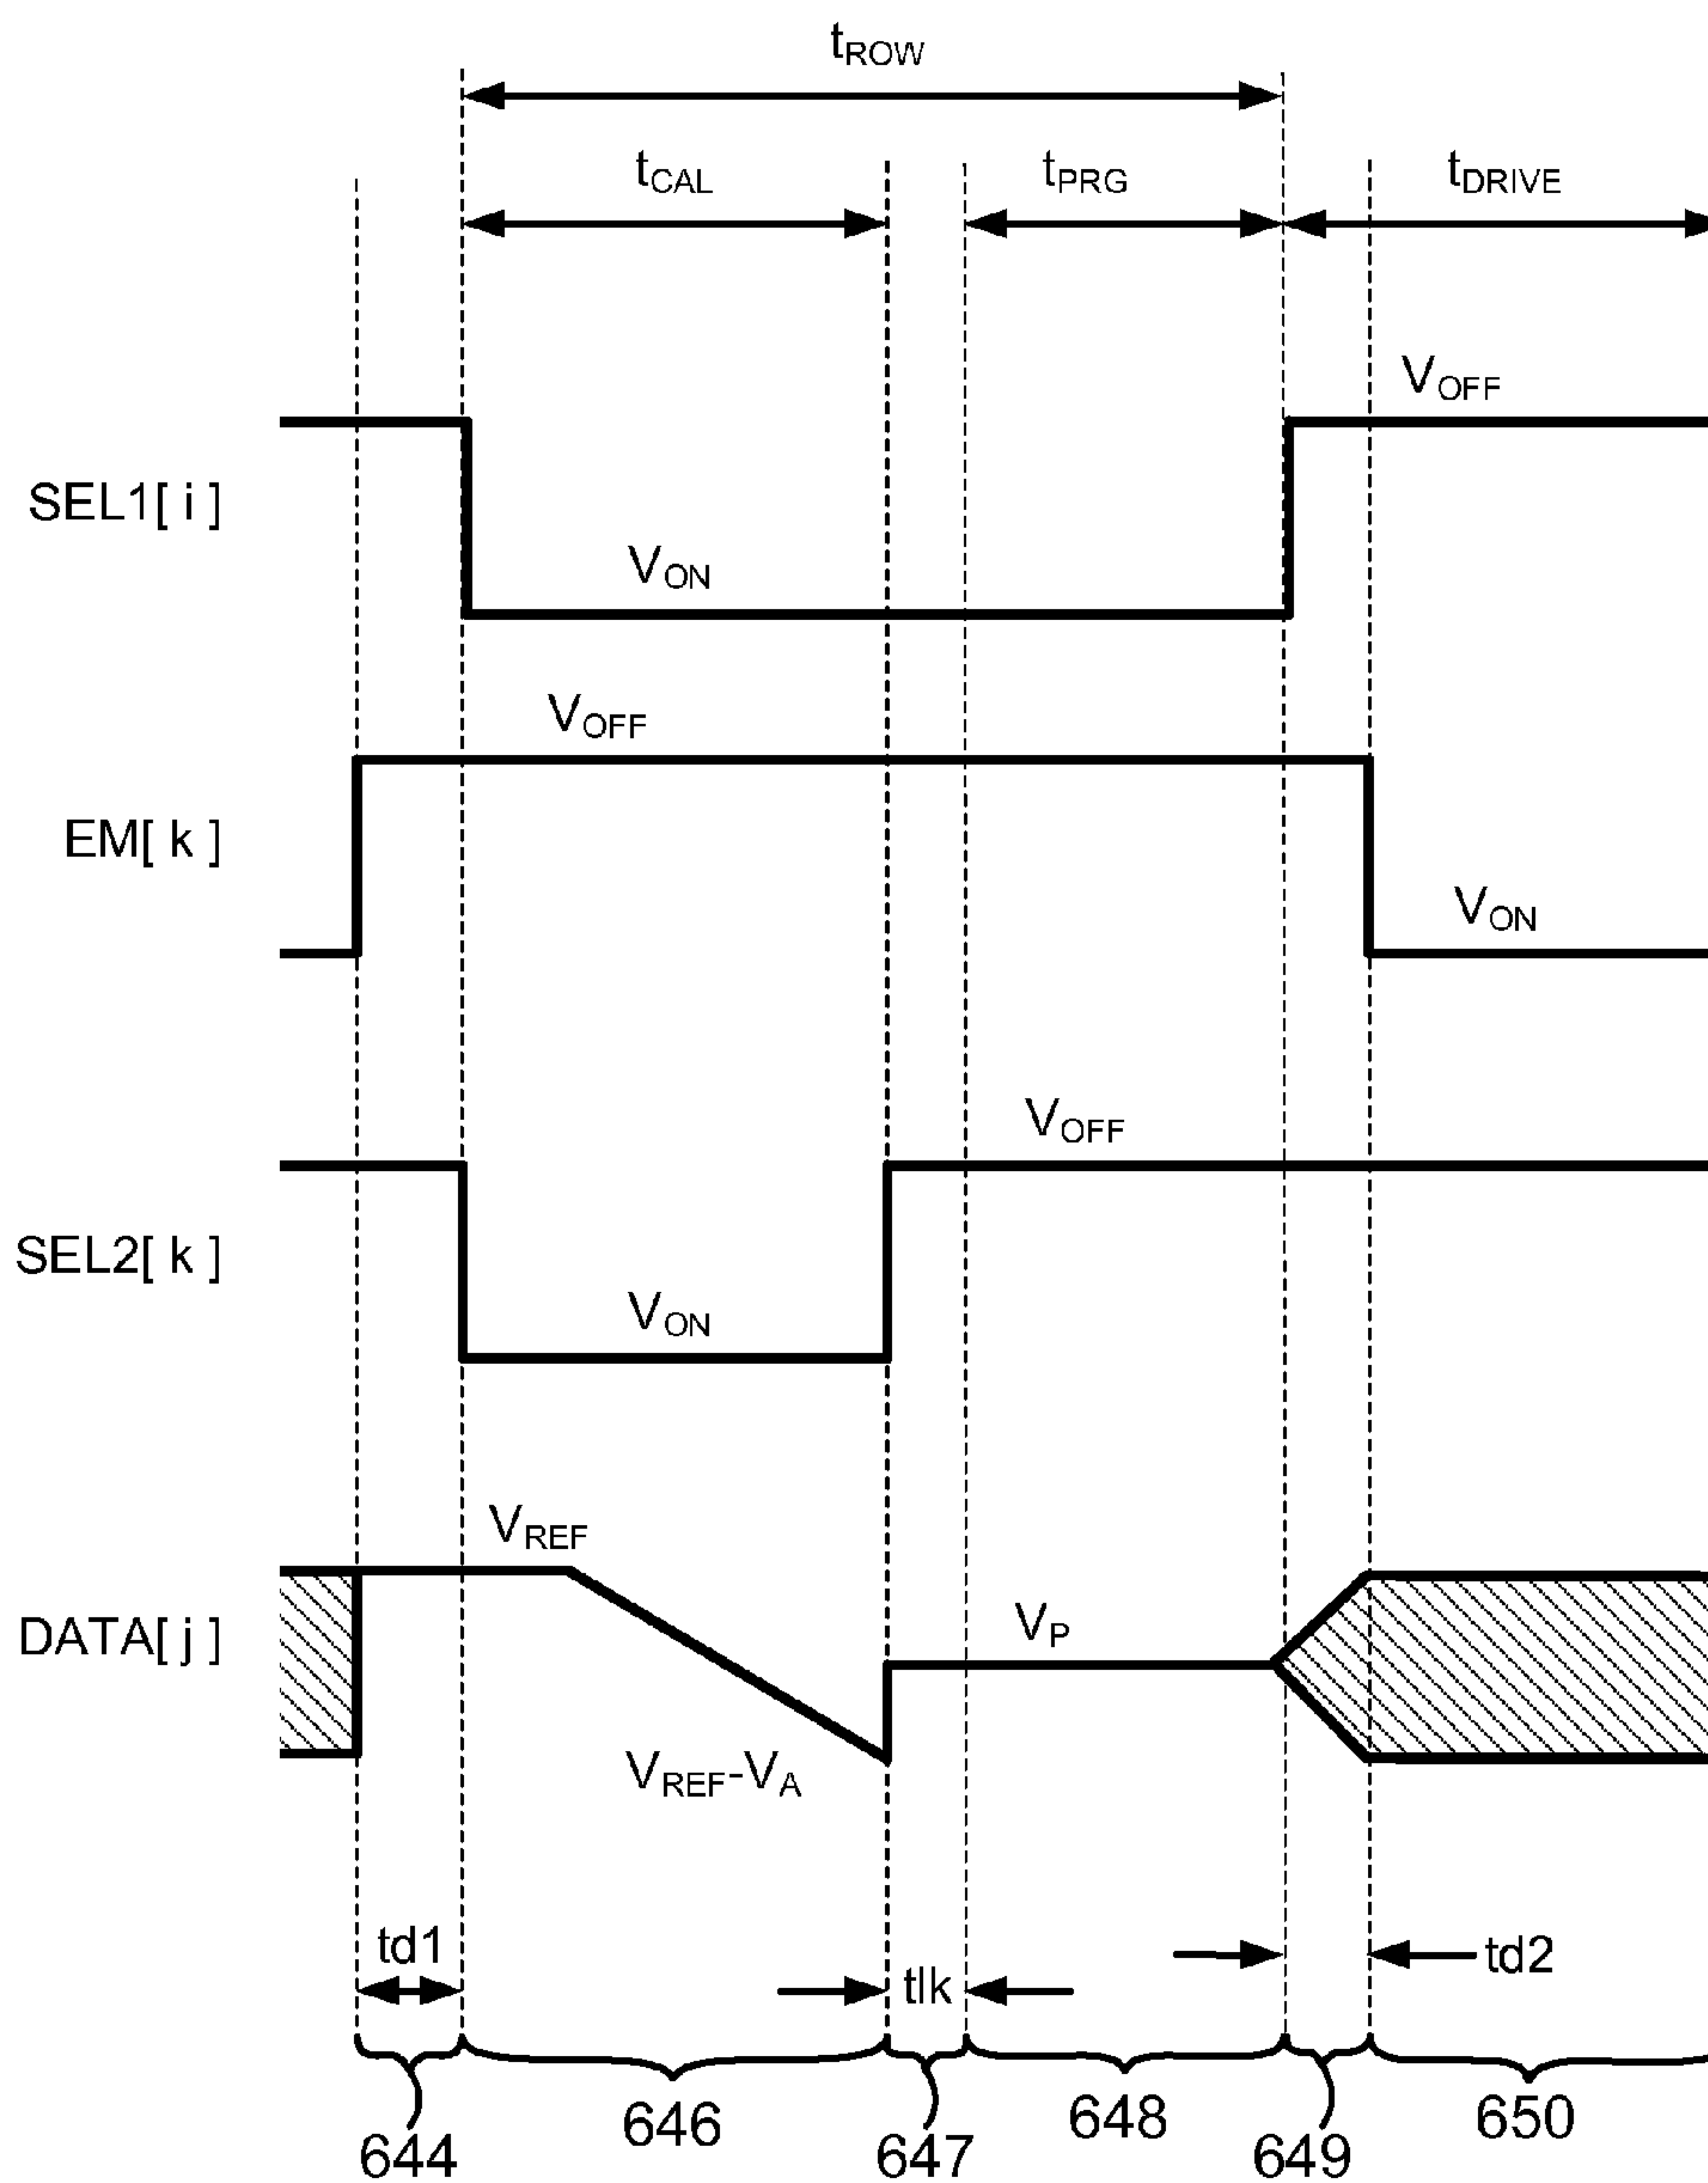 tROW
tCAL
tPRG
tDRIVE
VOFF
SEL1[ i ]
VON
VOFF
EM[ k ]
VON
VOFF
SEL2[ k ]
VON
VREF
DATA[ j ]
VP
VREF-VA
td1
tlk
td2
644
646
647
648
649
650